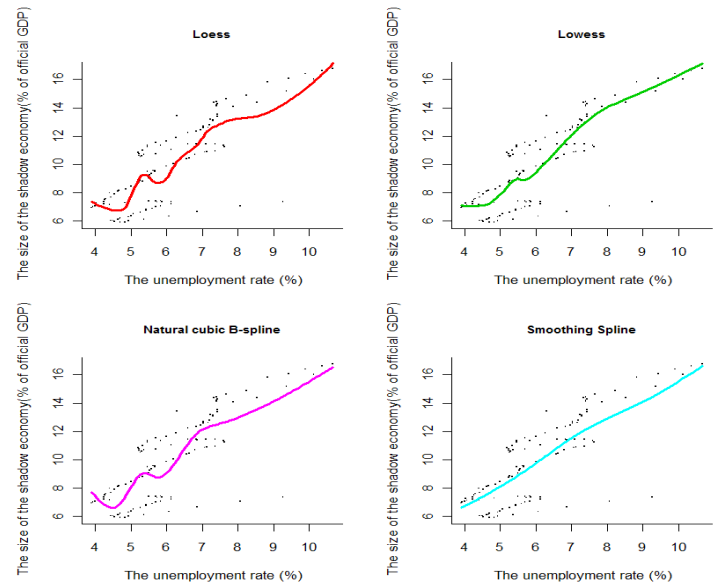 Loess
The size of the shadow economy(% of official GDP)
16
14
12
10
8
6
4 5 6 7 8 9 10
The unemployment rate (%)
Lowess
The size of the shadow economy(% of official GDP)
16
14
12
10
8
6
4 5 6 7 8 9 10
The unemployment rate (%)
Natural cubic B-spline
The size of the shadow economy(% of official GDP)
16
14
12
10
8
6
4 5 6 7 8 9 10
The unemployment rate (%)
Smoothing Spline
The size of the shadow economy(% of official GDP)
16
14
12
10
8
6
4 5 6 7 8 9 10
The unemployment rate (%)